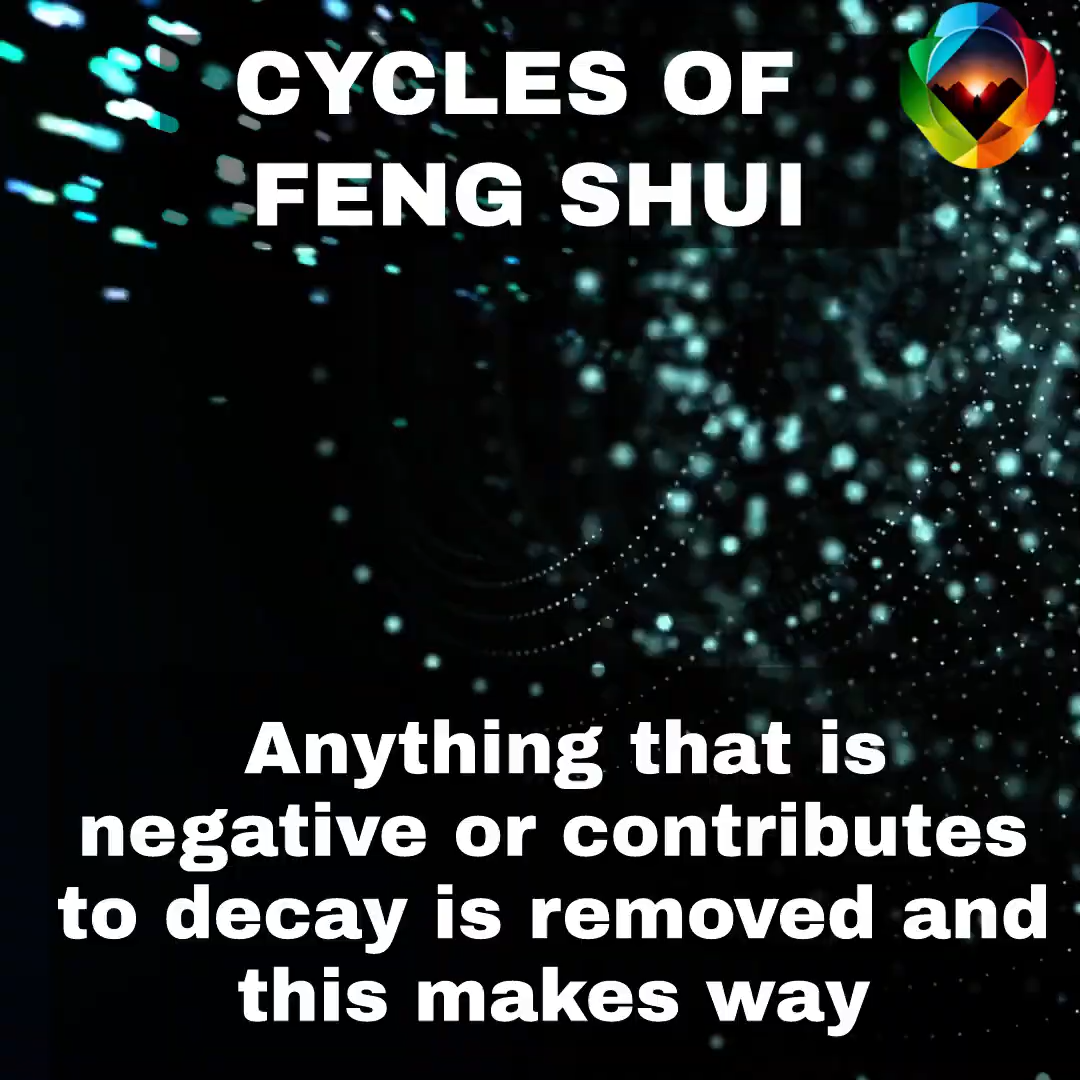 CYCLES OF
FENG SHUI
Anything that is
negative or contributes
to decay is removed and
this makes way